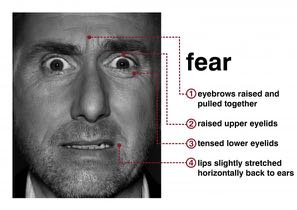 fear
1 eyebrows raised and
pulled together
2 raised upper eyelids
3 tensed lower eyelids
4 lips slightly stretched
horizontally back to ears